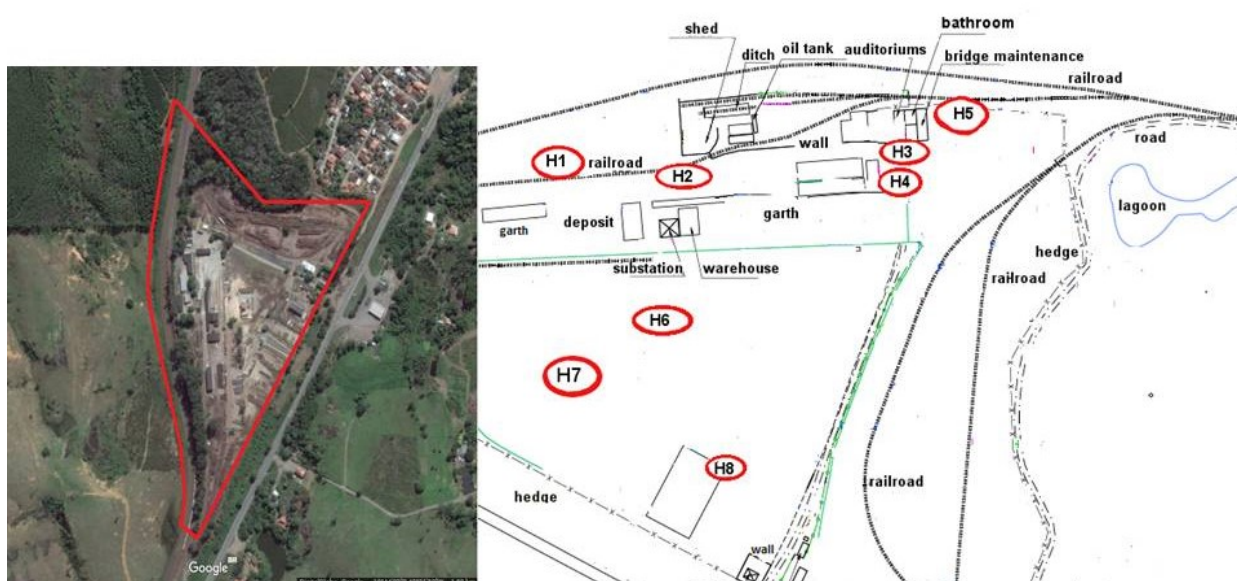 bathroom
shed
oil tank
auditoriums
ditch
bridge maintenance
railroad
H5
road
wall
H1
railroad
H2
H3
H4
lagoon
deposit
garth
garth
hedge
substation
warehouse
railroad
H6
H7
H8
hedge
railroad
wall
Google